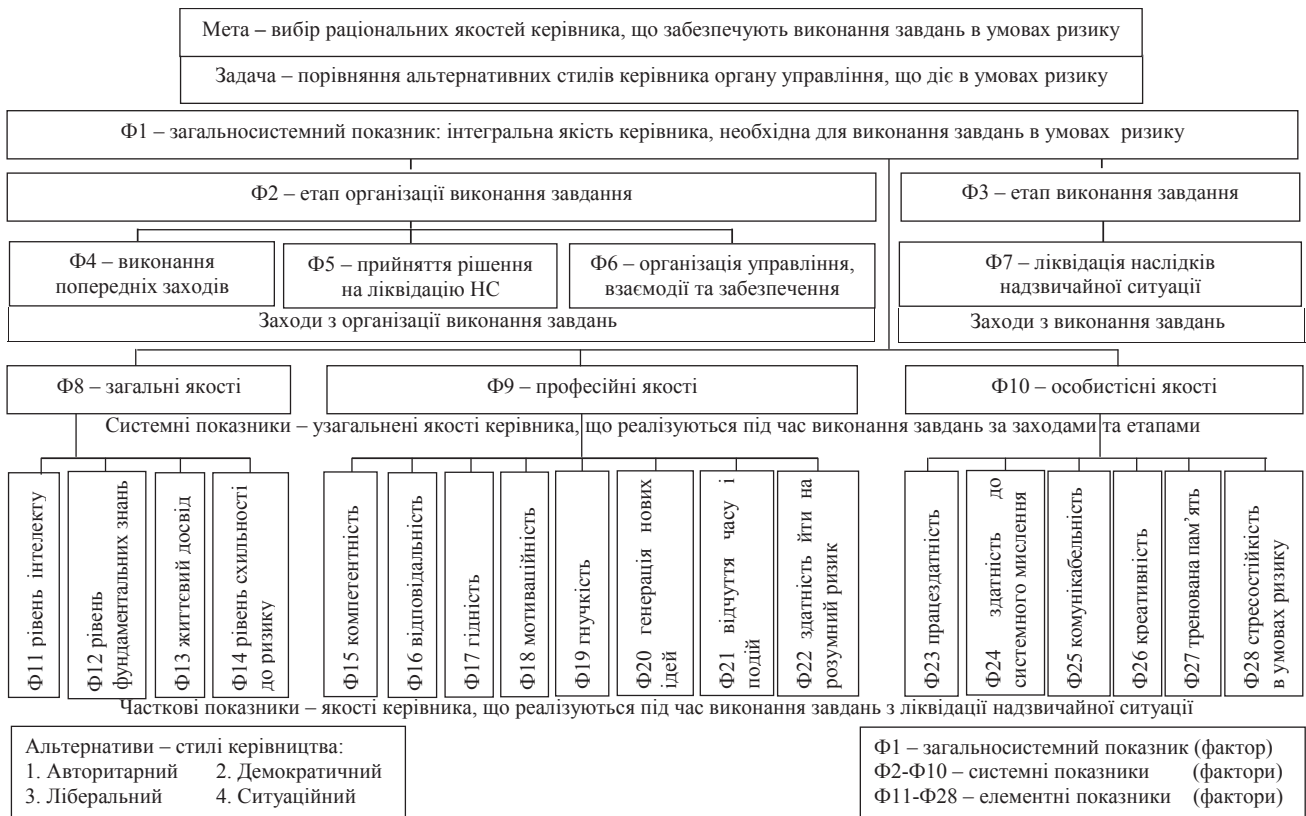 Мета – вибір раціональних якостей керівника, що забезпечують виконання завдань в умовах ризику
Задача – порівняння альтернативних стилів керівника органу управління, що діє в умовах ризику
Ф1 – загальносистемний показник: інтегральна якість керівника, необхідна для виконання завдань в умовах ризику
Ф2 – етап організації виконання завдання
Ф3 – етап виконання завдання
Ф4 – виконання
попередніх заходів
Ф5 – прийняття рішення
на ліквідацію НС
Ф6 – організація управління,
взаємодії та забезпечення
Ф7 – ліквідація наслідків
надзвичайної ситуації
Заходи з організації виконання завдань
Заходи з виконання завдань
Ф8 – загальні якості
Ф9 – професійні якості
Ф10 – особистісні якості
Системні показники – узагальнені якості керівника, що реалізуються під час виконання завдань за заходами та етапами
Ф11 рівень інтелекту
Ф12 рівень
фундаментальних знань
Ф13 життєвий досвід
Ф14 рівень схильності
до ризику
Ф15 компетентність
Ф16 відповідальність
Ф17 гідність
Ф18 мотиваційність
Ф19 гнучкість
Ф20 генерація нових
ідей
Ф21 відчуття часу і
подій
Ф22 здатність йти на
розумний ризик
Ф23 працездатність
Ф24 здатність до
системного мислення
Ф25 комунікабельність
Ф26 креативність
Ф27 тренована пам’ять
Ф28 стресостійкість
в умовах ризику
Часткові показники – якості керівника, що реалізуються під час виконання завдань з ліквідації надзвичайної ситуації
Альтернативи – стилі керівництва:
1. Авторитарний 2. Демократичний
3. Ліберальний 4. Ситуаційний
Ф1 – загальносистемний показник (фактор)
Ф2-Ф10 – системні показники (фактори)
Ф11-Ф28 – елементні показники (фактори)